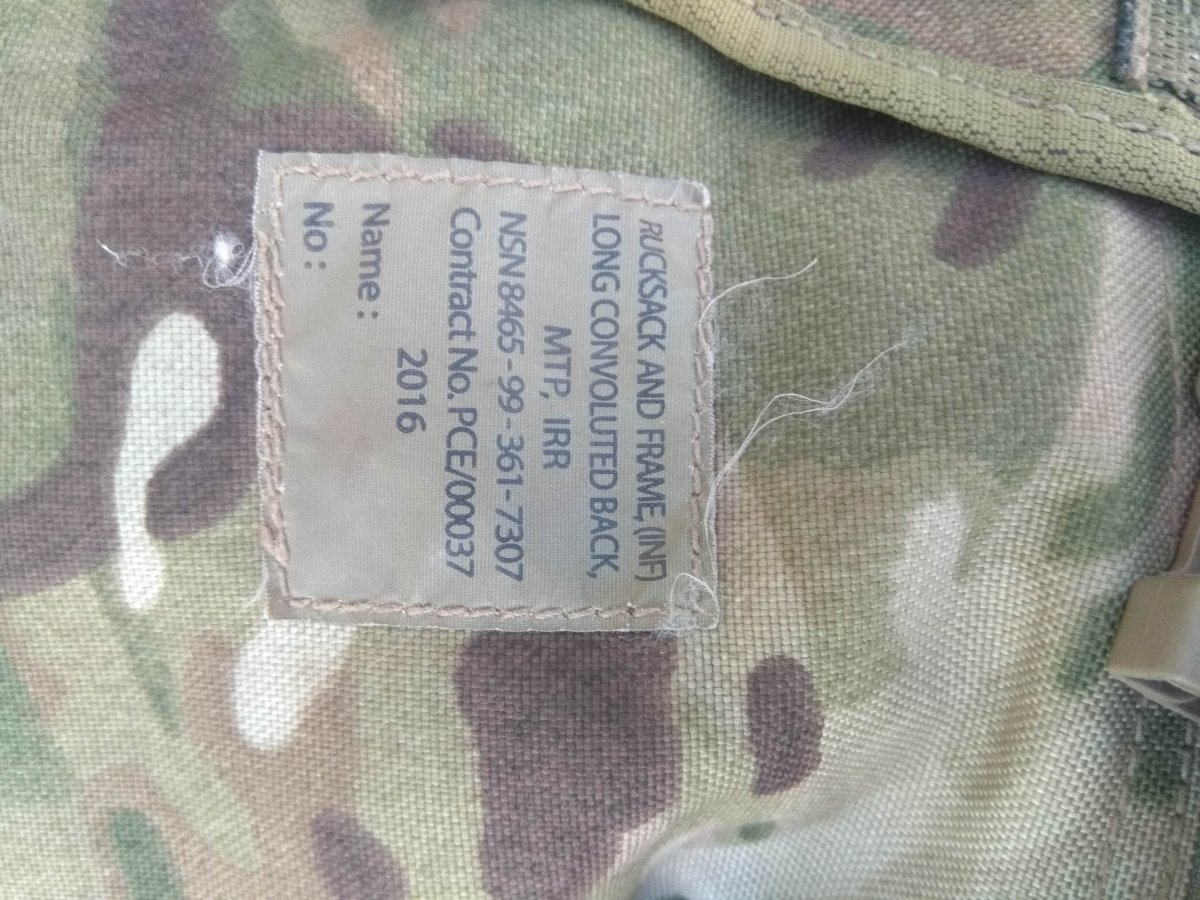 RUCKSACK AND FRAME, (INF)
LONG CONVOLUTED BACK,
MTP, IRR
NSN 8465-99-361-7307
Contract No. PCE/00037
2016
Name :
No :